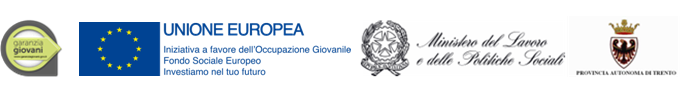 garanzia
giovani
UNIONE EUROPEA
Iniziativa a favore dell'Occupazione Giovanile
Fondo Sociale Europeo
Investiamo nel tuo futuro
Ministero del Lavoro
e delle Politiche Sociali
PROVINCIA AUTONOMA DI TRENTO